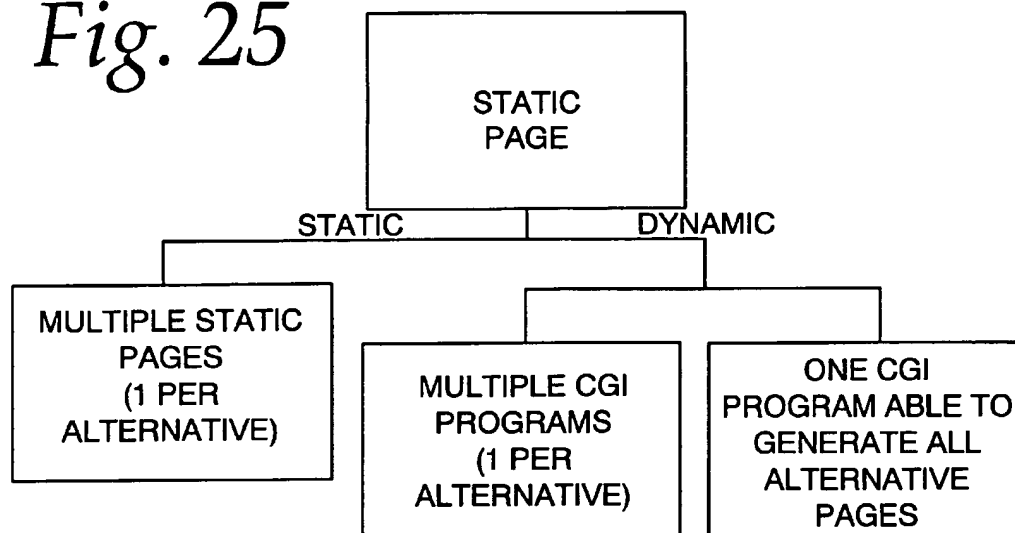 Fig. 25
STATIC
PAGE
STATIC
DYNAMIC
MULTIPLE STATIC
PAGES
(1 PER
ALTERNATIVE)
MULTIPLE CGI
PROGRAMS
(1 PER
ALTERNATIVE)
ONE CGI
PROGRAM ABLE TO
GENERATE ALL
ALTERNATIVE
PAGES